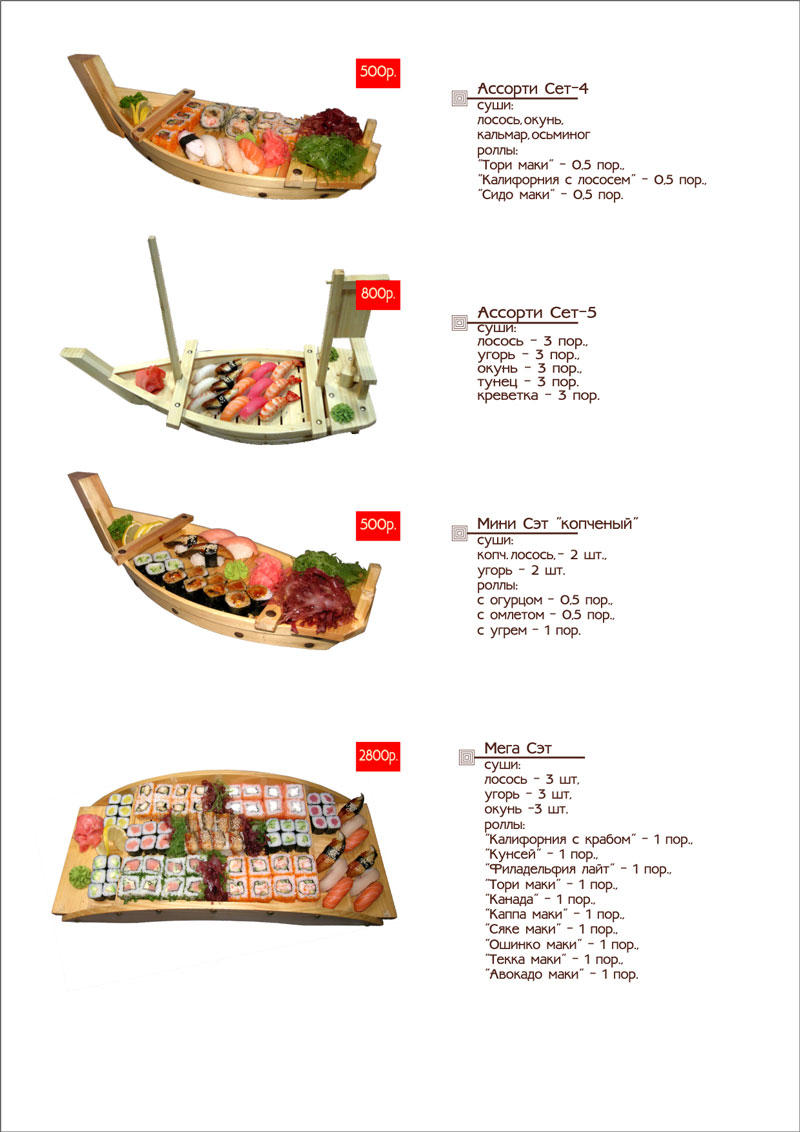 500р.
Ассорти Сет-4
суши:
лосось, окунь,
кальмар, осьминог
роллы:
"Тори маки" - 0,5 пор.,
"Калифорния с лососем" - 0,5 пор.,
"Сидо маки" - 0,5 пор.
800р.
Ассорти Сет-5
суши:
лосось - 3 пор.,
угорь - 3 пор.,
окунь - 3 пор.,
тунец - 3 пор.
креветка - 3 пор.
500р.
Мини Сэт "копченый"
суши:
копч. лосось, - 2 шт.,
угорь - 2 шт.
роллы:
с огурцом - 0,5 пор.,
с омлетом - 0,5 пор.,
с угрем - 1 пор.
2800р.
Мега Сэт
суши:
лосось - 3 шт,
угорь - 3 шт,
окунь -3 шт.
роллы:
"Калифорния с крабом" - 1 пор.,
"Кунсей" - 1 пор.,
"Филадельфия лайт" - 1 пор.,
"Тори маки" - 1 пор.,
"Канада" - 1 пор.,
"Каппа маки" - 1 пор.,
"Сяке маки" - 1 пор.,
"Ошинко маки" - 1 пор.,
"Текка маки" - 1 пор.,
"Авокадо маки" - 1 пор.